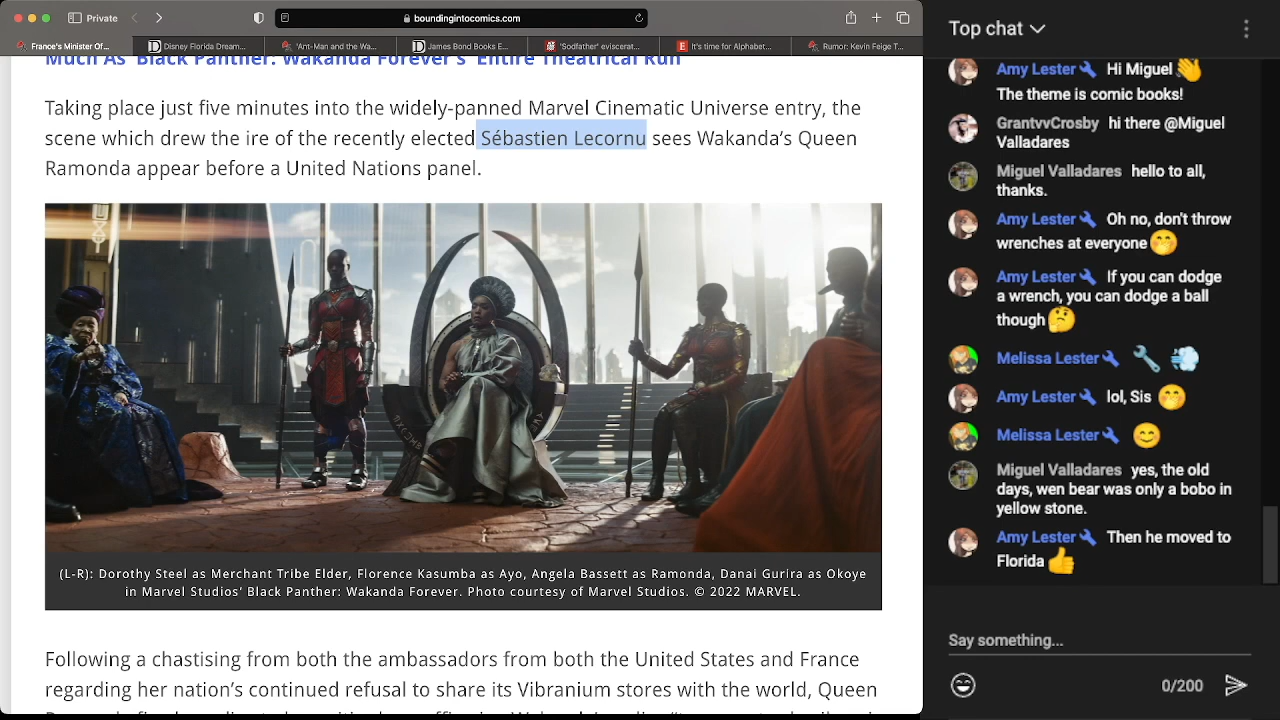 Private
boundingintocomics.com
France's Minister Of...
Disney Florida Dream...
'Ant-Man and the Wa...
James Bond Books E...
'Sodfather' eviscerat...
It's time for Alphabet...
Rumor: Kevin Feige T...
Much As 'Black Panther: Wakanda Forever's' Entire Theatrical Run
Taking place just five minutes into the widely-panned Marvel Cinematic Universe entry, the
scene which drew the ire of the recently elected Sébastien Lecornu sees Wakanda's Queen
Ramonda appear before a United Nations panel.
(L-R): Dorothy Steel as Merchant Tribe Elder, Florence Kasumba as Ayo, Angela Bassett as Ramonda, Danai Gurira as Okoye
in Marvel Studios' Black Panther: Wakanda Forever. Photo courtesy of Marvel Studios. © 2022 MARVEL.
Following a chastising from both the ambassadors from both the United States and France
regarding her nation's continued refusal to share its Vibranium stores with the world, Queen
Top chat
Amy Lester Hi Miguel
The theme is comic books!
GrantvvCrosby hi there @Miguel
Valladares
Miguel Valladares hello to all,
thanks.
Amy Lester Oh no, don't throw
wrenches at everyone
Amy Lester If you can dodge
a wrench, you can dodge a ball
though
Melissa Lester
Amy Lester lol, Sis
Melissa Lester
Miguel Valladares yes, the old
days, wen bear was only a bobo in
yellow stone.
Amy Lester Then he moved to
Florida
Say something...
0/200